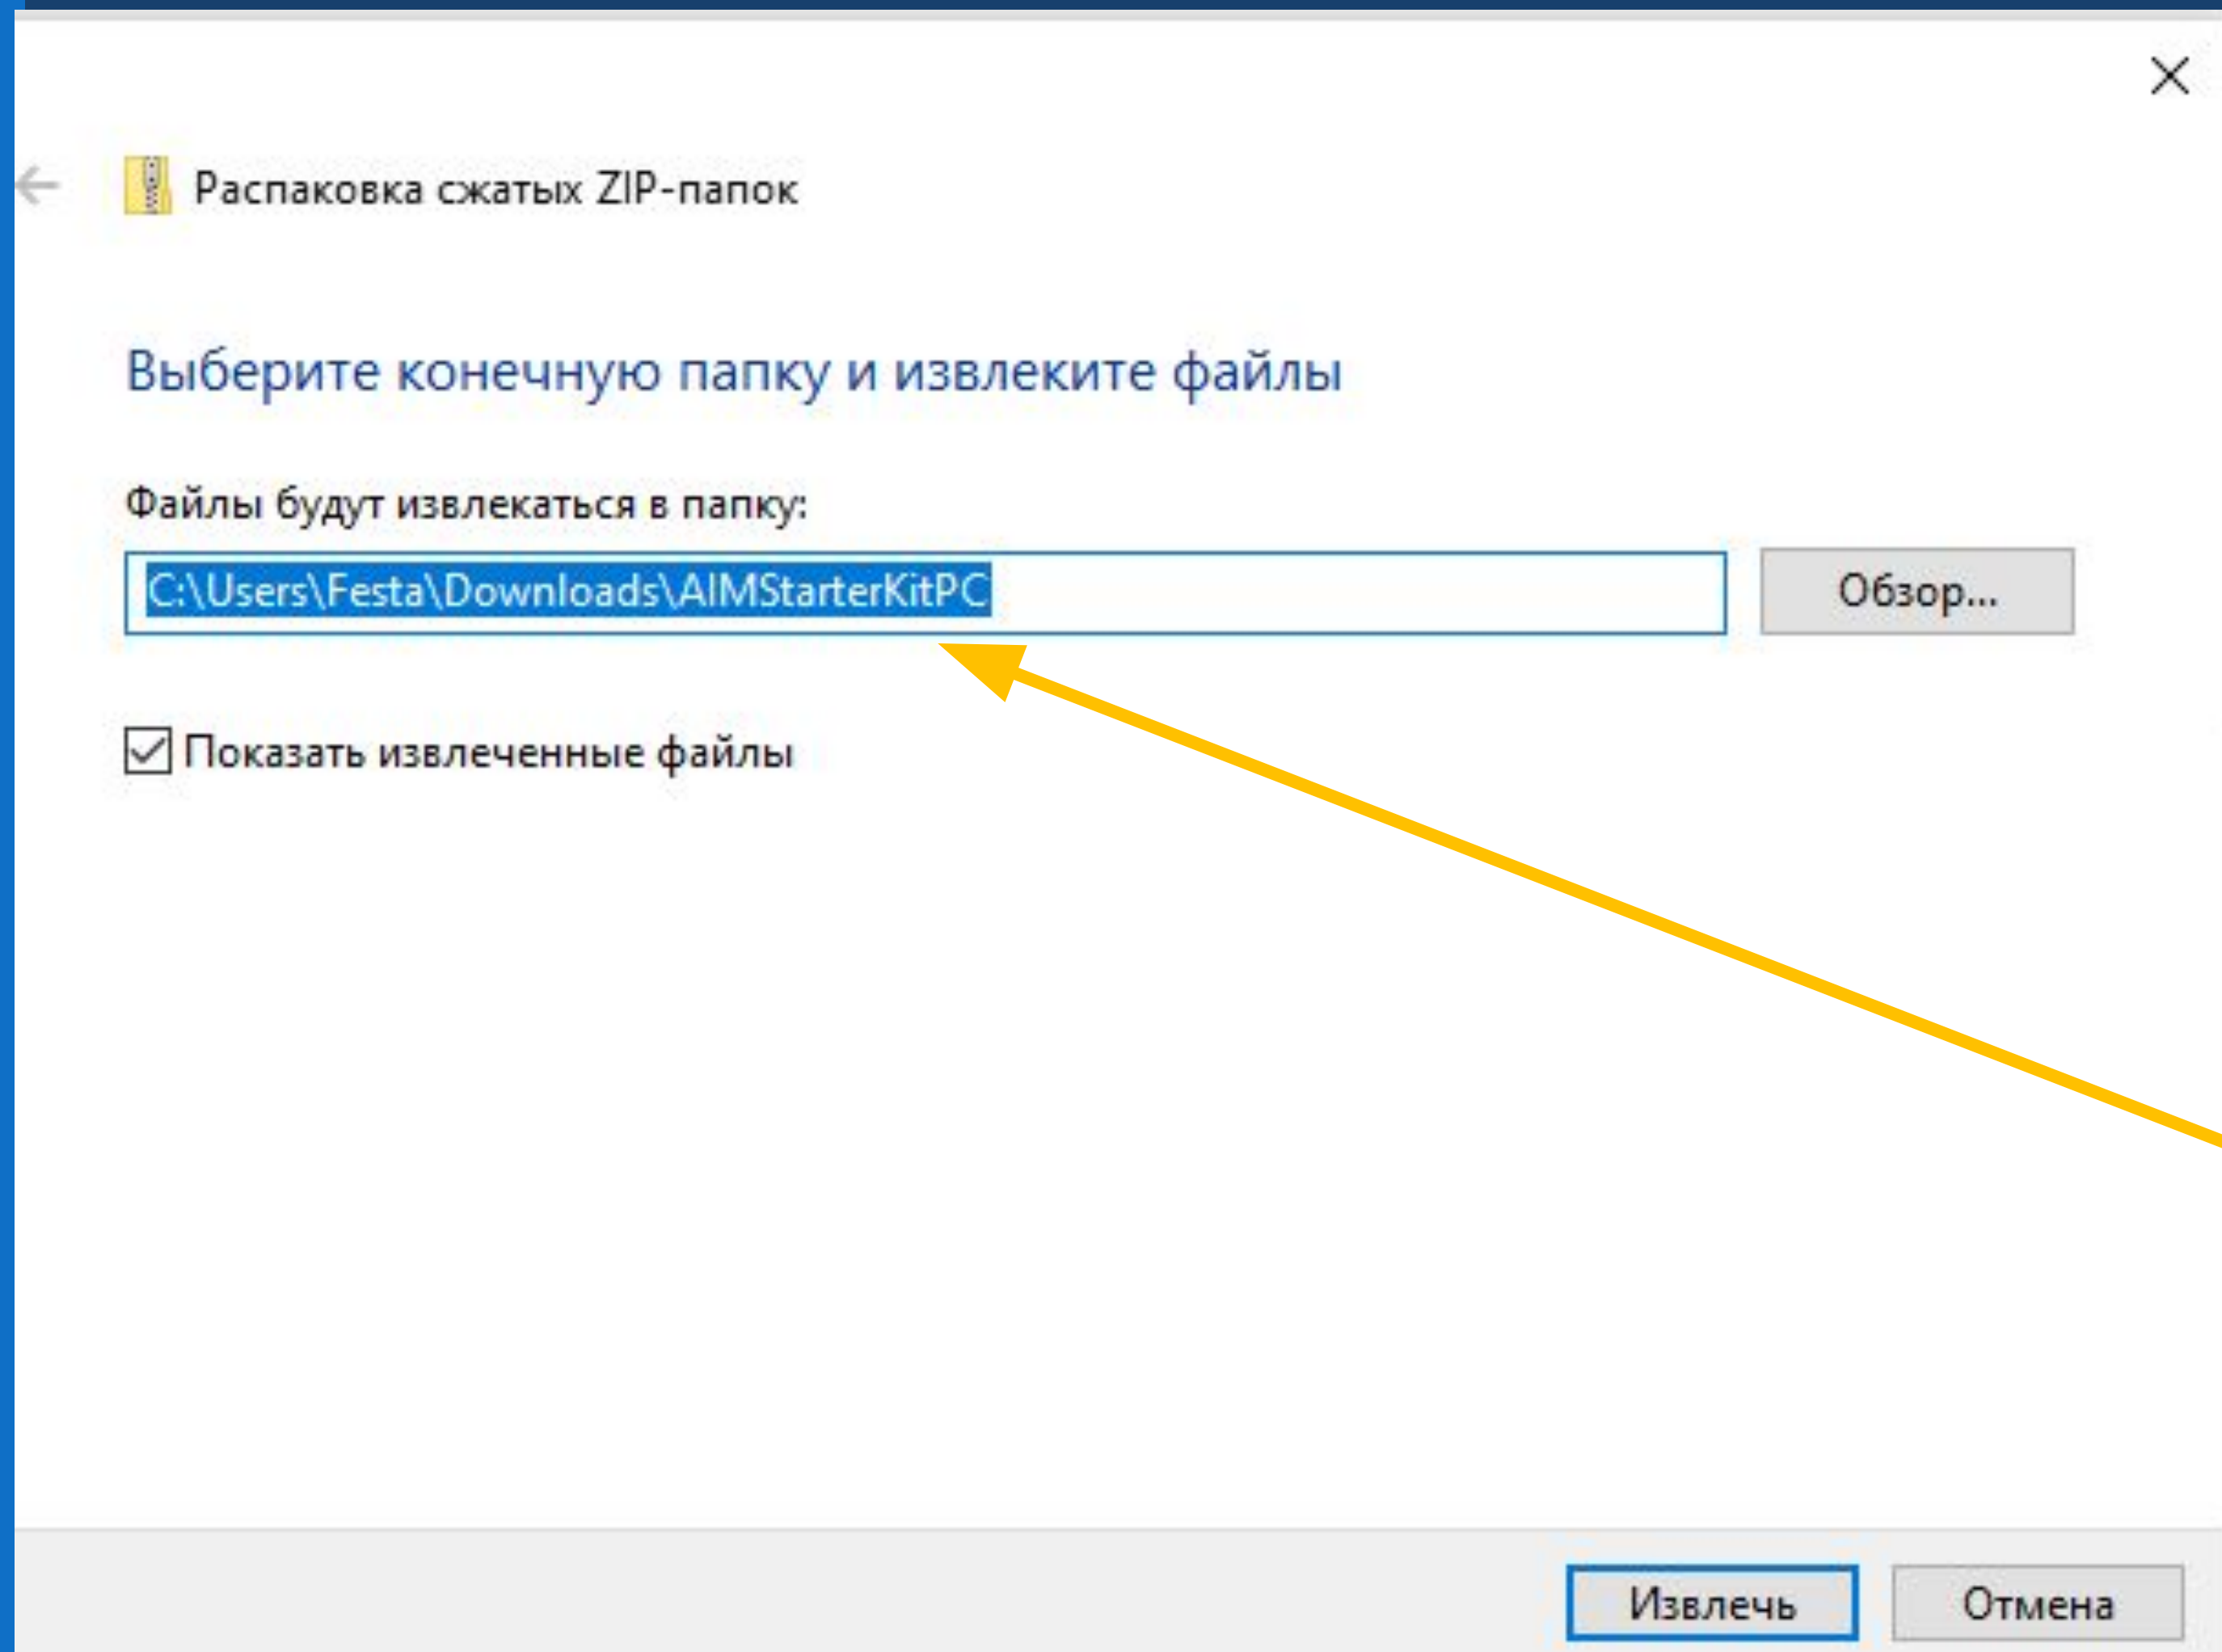 Распаковка сжатых ZIP-папок
Выберите конечную папку и извлеките файлы
Файлы будут извлекаться в папку:
C:\Users\Festa\Downloads\AIMStarterKitPC
Обзор...
Показать извлеченные файлы
Извлечь
Отмена